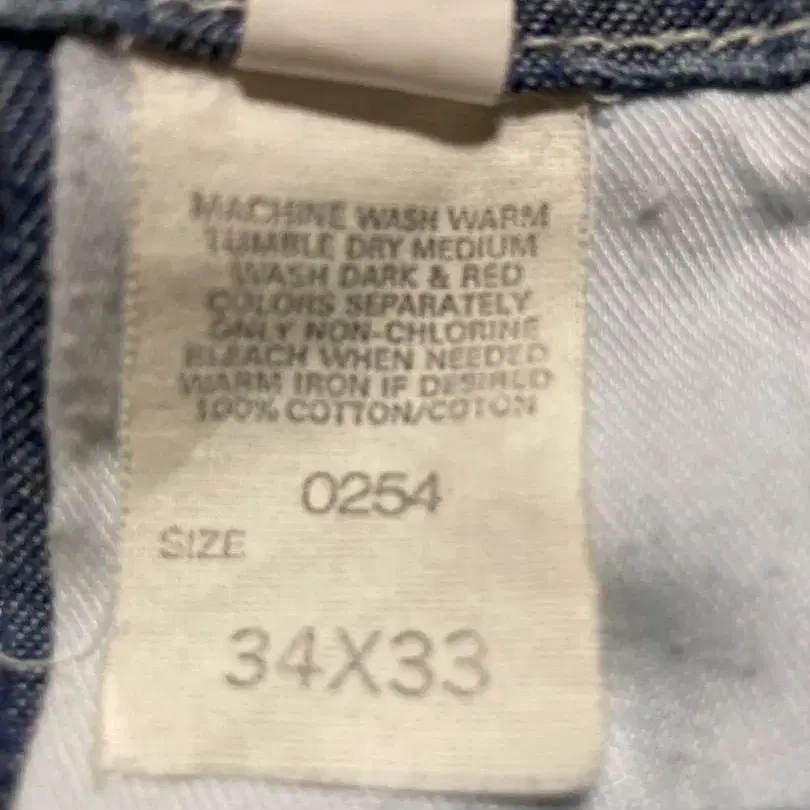 MACHINE WASH WARM
TUMBLE DRY MEDIUM
WASH DARK & RED
COLORS SEPARATELY
ONLY NON-CHLORINE
BLEACH WHEN NEEDED
WARM IRON IF DESIRED
100% COTTON/COTON
0254
SIZE
34X33